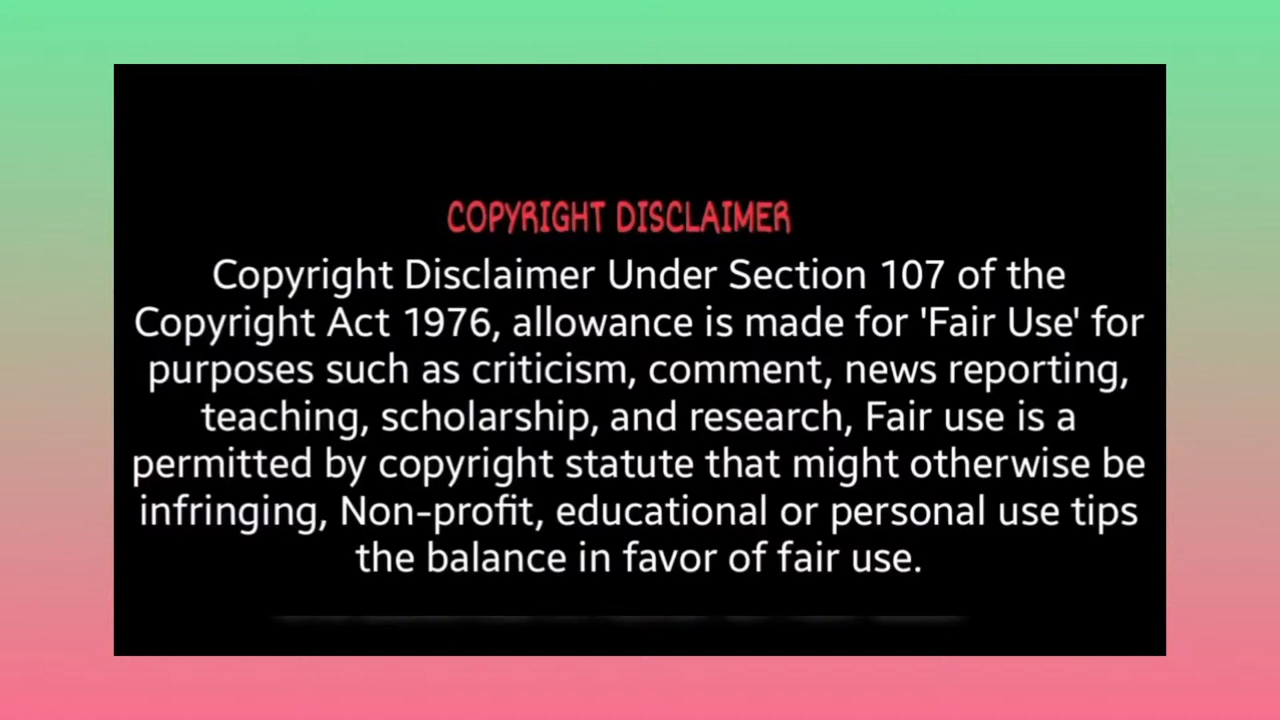 COPYRIGHT DISCLAIMER
Copyright Disclaimer Under Section 107 of the
Copyright Act 1976, allowance is made for 'Fair Use' for
purposes such as criticism, comment, news reporting,
teaching, scholarship, and research, Fair use is a
permitted by copyright statute that might otherwise be
infringing, Non-profit, educational or personal use tips
the balance in favor of fair use.